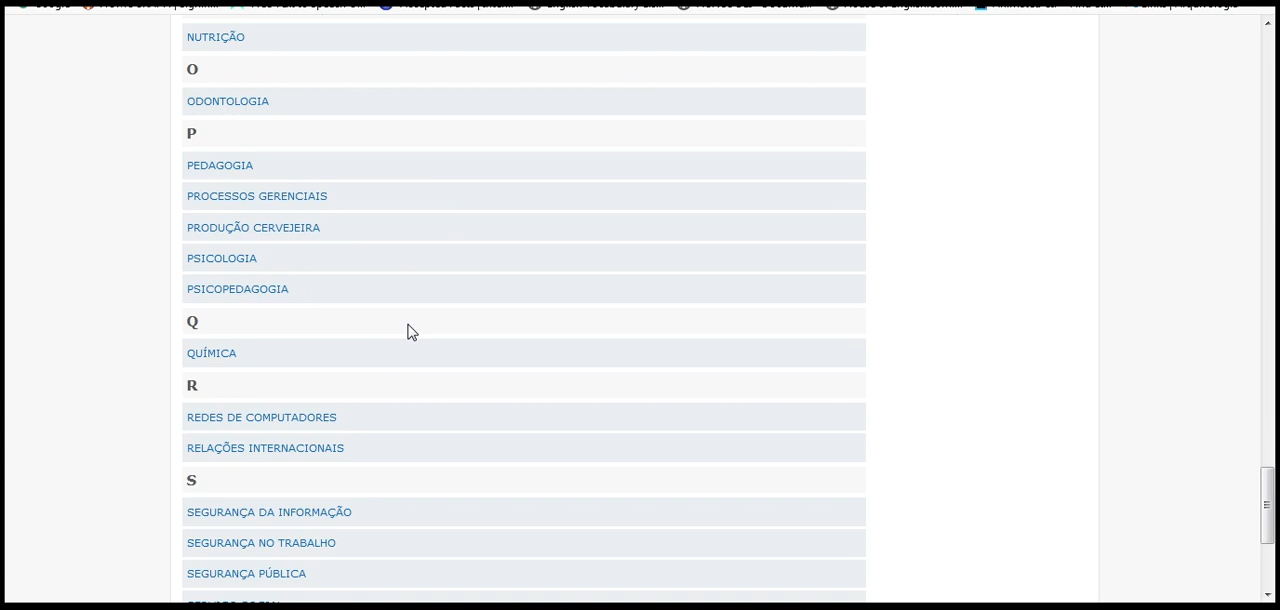 NUTRIÇÃO
O
ODONTOLOGIA
P
PEDAGOGIA
PROCESSOS GERENCIAIS
PRODUÇÃO CERVEJEIRA
PSICOLOGIA
PSICOPEDAGOGIA
Q
QUÍMICA
R
REDES DE COMPUTADORES
RELAÇÕES INTERNACIONAIS
S
SEGURANÇA DA INFORMAÇÃO
SEGURANÇA NO TRABALHO
SEGURANÇA PÚBLICA